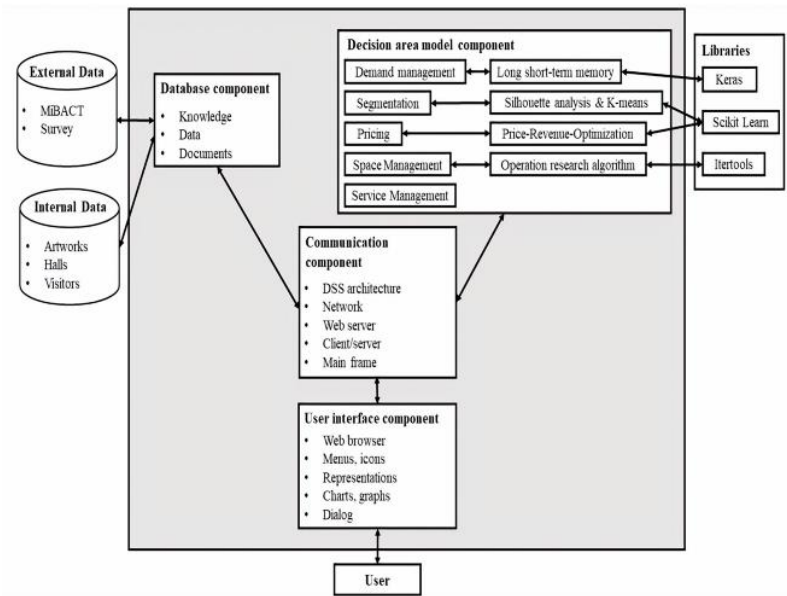 External Data
• MiBACT
• Survey
Internal Data
• Artworks
• Halls
• Visitors
Database component
• Knowledge
• Data
• Documents
Decision area model component
Demand management
Long short-term memory
Segmentation
Silhouette analysis & K-means
Pricing
Price-Revenue-Optimization
Space Management
Operation research algorithm
Service Management
Libraries
Keras
Scikit Learn
Itertools
Communication
component
• DSS architecture
• Network
• Web server
• Client/server
• Main frame
User interface component
• Web browser
• Menus, icons
• Representations
• Charts, graphs
• Dialog
User